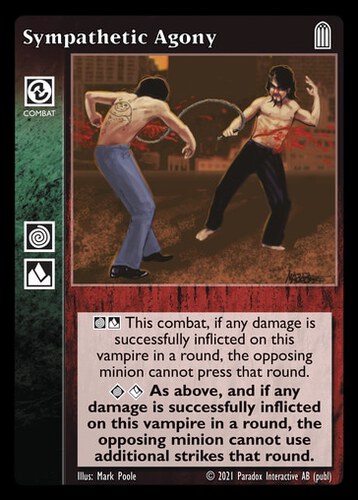 Sympathetic Agony
COMBAT
This combat, if any damage is
successfully inflicted on this
vampire in a round, the opposing
minion cannot press that round.
As above, and if any
damage is successfully inflicted
on this vampire in a round, the
opposing minion cannot use
additional strikes that round.
Illus: Mark Poole
© 2021 Paradox Interactive AB (publ)